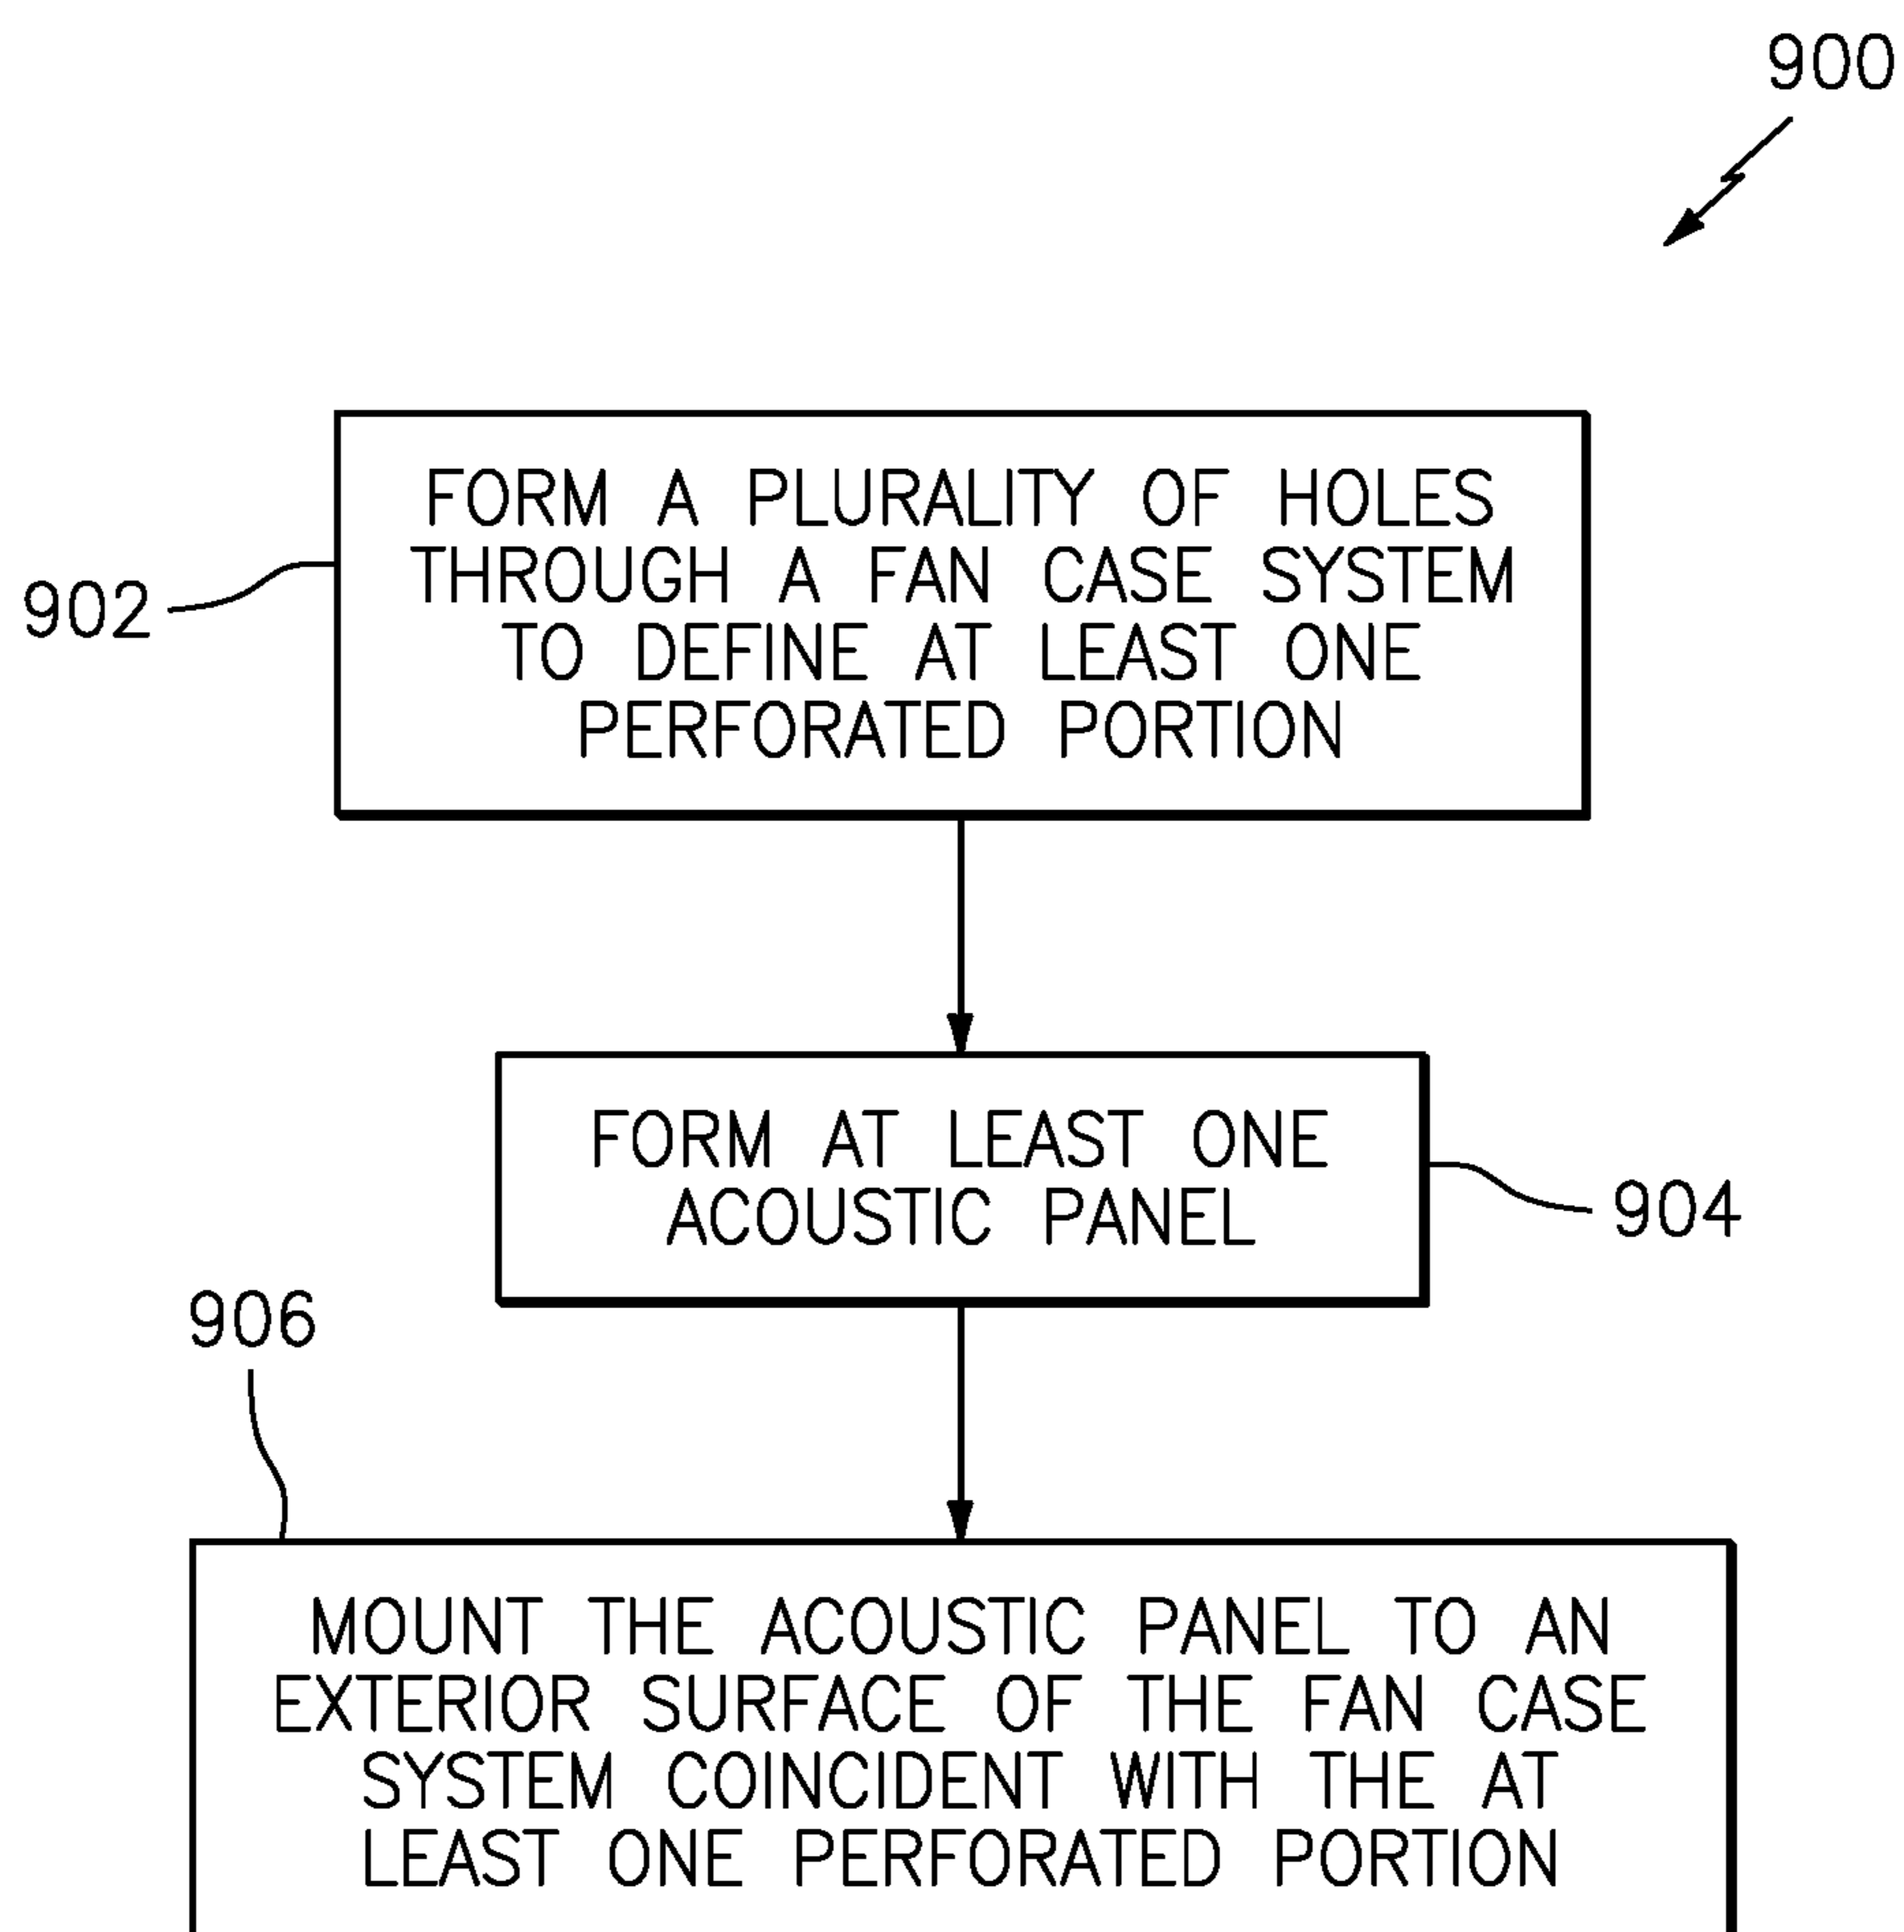 900
FORM A PLURALITY OF HOLES
THROUGH A FAN CASE SYSTEM
TO DEFINE AT LEAST ONE
PERFORATED PORTION
902
FORM AT LEAST ONE
ACOUSTIC PANEL
904
906
MOUNT THE ACOUSTIC PANEL TO AN
EXTERIOR SURFACE OF THE FAN CASE
SYSTEM COINCIDENT WITH THE AT
LEAST ONE PERFORATED PORTION